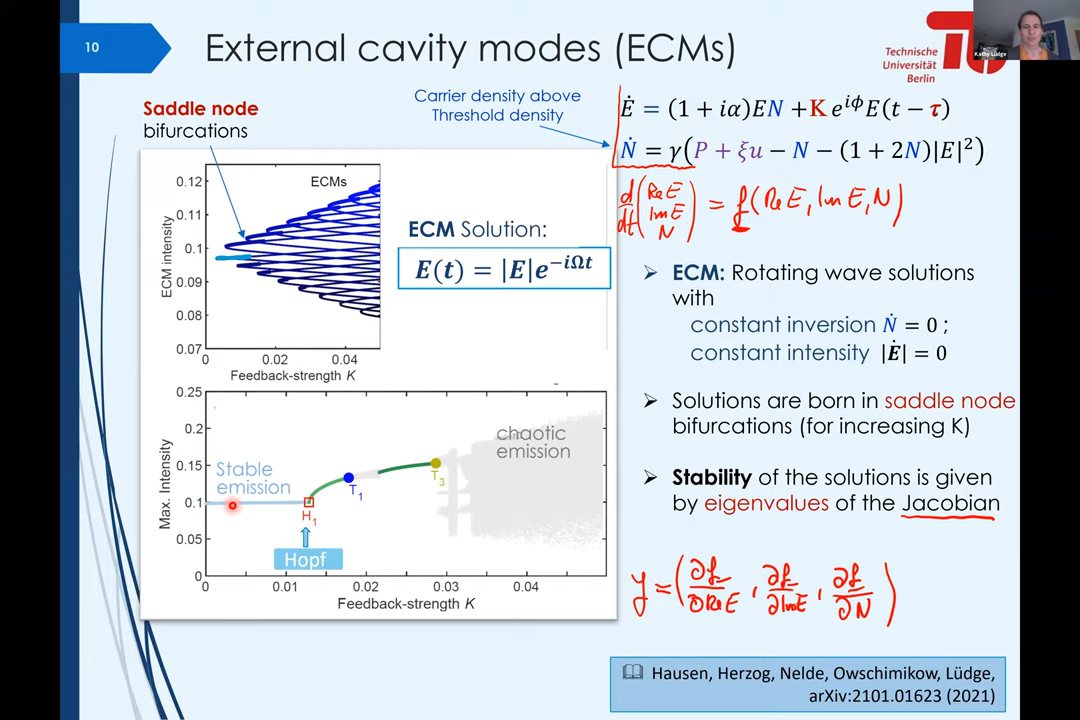 10
External cavity modes (ECMs)
Technische
Universität
Berlin
Kathy Lüdge
Saddle node
bifurcations
Carrier density above
Threshold density
Ė = (1 + iα)EN + K e^{iϕ} E(t − τ)
Ṅ = γ(P + ξu − N − (1 + 2N)|E|²)
d/dt (Re E, Im E, N) = f(Re E, Im E, N)
ECMs
ECM intensity
0.12
0.11
0.1
0.09
0.08
0.07
0 0.02 0.04
Feedback-strength K
ECM Solution:
E(t) = |E|e^{−iΩt}
➢ ECM: Rotating wave solutions
with
constant inversion Ṅ = 0 ;
constant intensity |Ė| = 0
➢ Solutions are born in saddle node
bifurcations (for increasing K)
➢ Stability of the solutions is given
by eigenvalues of the Jacobian
Max. Intensity
0.25
0.2
0.15
0.1
0.05
0
Stable
emission
H₁
T₁
T₃
chaotic
emission
Hopf
0 0.01 0.02 0.03 0.04
Feedback-strength K
y = (∂f/∂Re E, ∂f/∂Im E, ∂f/∂N)
Hausen, Herzog, Nelde, Owschimikow, Lüdge,
arXiv:2101.01623 (2021)